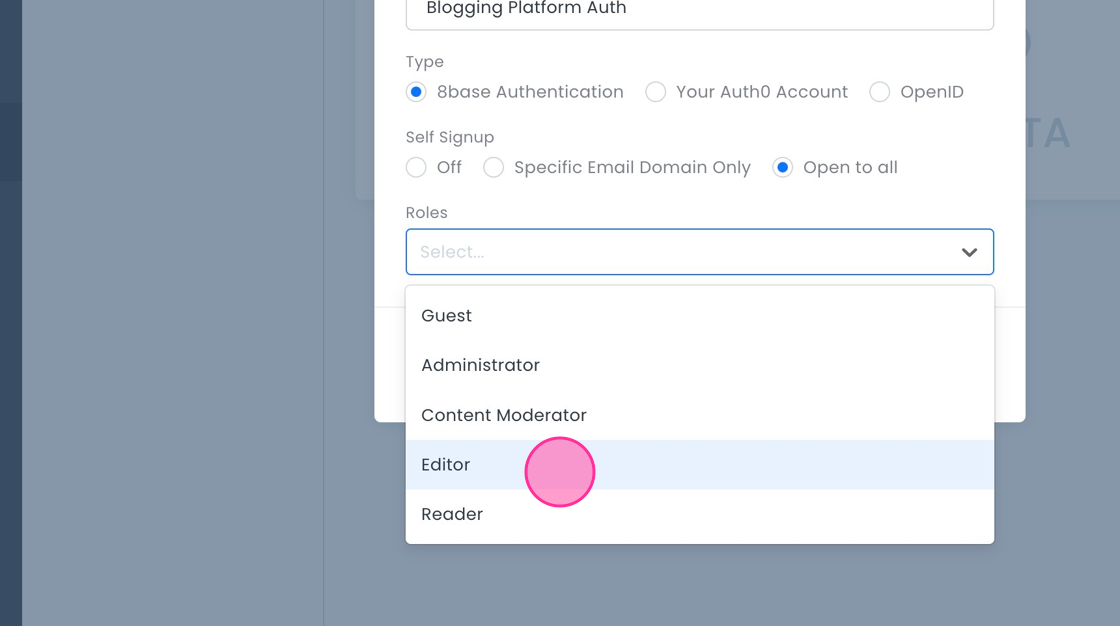 Blogging Platform Auth
Type
8base Authentication Your Auth0 Account OpenID
Self Signup
Off Specific Email Domain Only Open to all
Roles
Select...
Guest
Administrator
Content Moderator
Editor
Reader